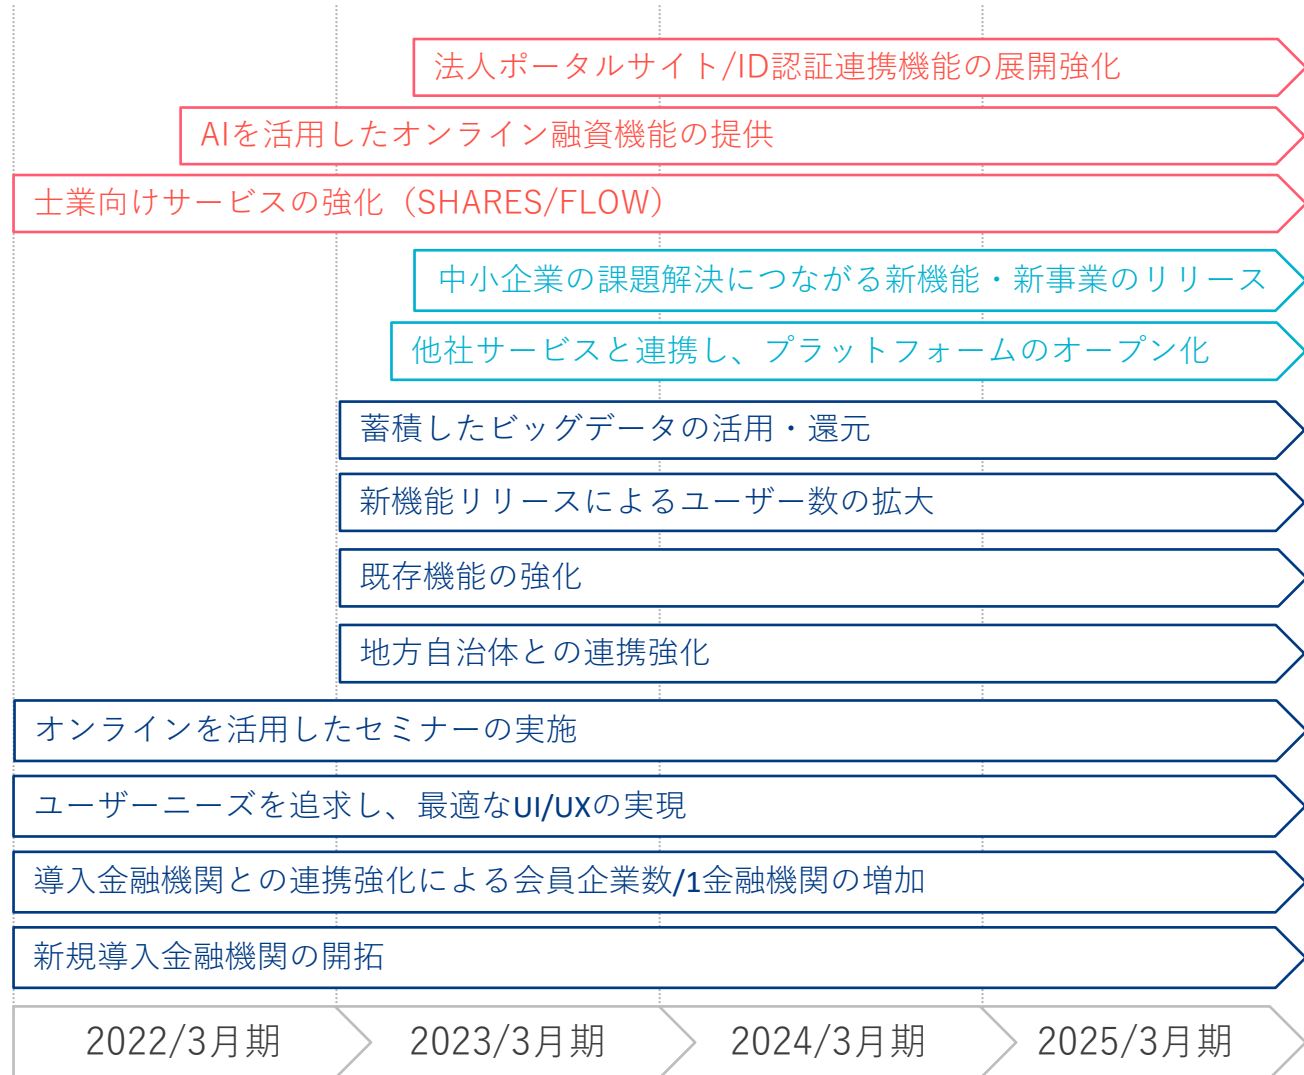 法人ポータルサイト/ID認証連携機能の展開強化
AIを活用したオンライン融資機能の提供
士業向けサービスの強化（SHARES/FLOW）
中小企業の課題解決につながる新機能・新事業のリリース
他社サービスと連携し、プラットフォームのオープン化
蓄積したビッグデータの活用・還元
新機能リリースによるユーザー数の拡大
既存機能の強化
地方自治体との連携強化
オンラインを活用したセミナーの実施
ユーザーニーズを追求し、最適なUI/UXの実現
導入金融機関との連携強化による会員企業数/1金融機関の増加
新規導入金融機関の開拓
2022/3月期 2023/3月期 2024/3月期 2025/3月期